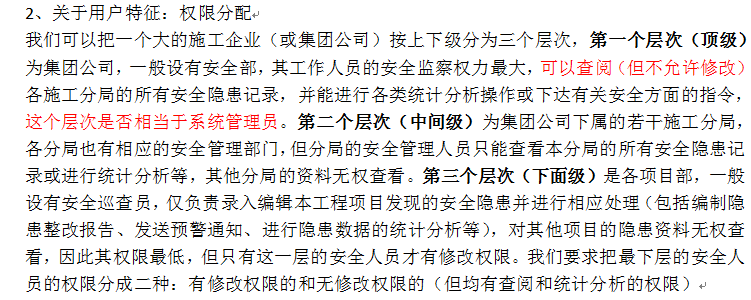 2、关于用户特征：权限分配
我们可以把一个大的施工企业（或集团公司）按上下级分为三个层次，第一个层次（顶级）
为集团公司，一般设有安全部，其工作人员的安全监察权力最大，可以查阅（但不允许修改）
各施工分局的所有安全隐患记录，并能进行各类统计分析操作或下达有关安全方面的指令，
这个层次是否相当于系统管理员。第二个层次（中间级）为集团公司下属的若干施工分局，
各分局也有相应的安全管理部门，但分局的安全管理人员只能查看本分局的所有安全隐患记
录或进行统计分析等，其他分局的资料无权查看。第三个层次（下面级）是各项目部，一般
设有安全巡查员，仅负责录入编辑本工程项目发现的安全隐患并进行相应处理（包括编制隐
患整改报告、发送预警通知、进行隐患数据的统计分析等），对其他项目的隐患资料无权查
看，因此其权限最低，但只有这一层的安全人员才有修改权限。我们要求把最下层的安全人
员的权限分成二种：有修改权限的和无修改权限的（但均有查阅和统计分析的权限）